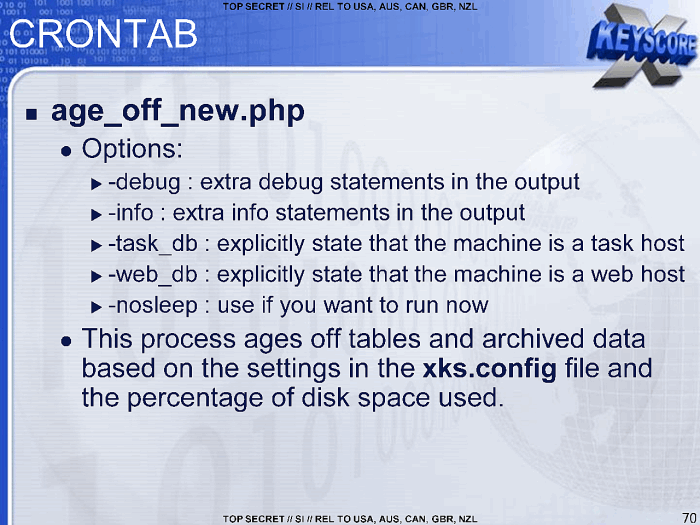 TOP SECRET // SI // REL TO USA, AUS, CAN, GBR, NZL
CRONTAB
X
KEYSCORE
■ age_off_new.php
● Options:
▶ -debug : extra debug statements in the output
▶ -info : extra info statements in the output
▶ -task_db : explicitly state that the machine is a task host
▶ -web_db : explicitly state that the machine is a web host
▶ -nosleep : use if you want to run now
● This process ages off tables and archived data
based on the settings in the xks.config file and
the percentage of disk space used.
TOP SECRET // SI // REL TO USA, AUS, CAN, GBR, NZL
70